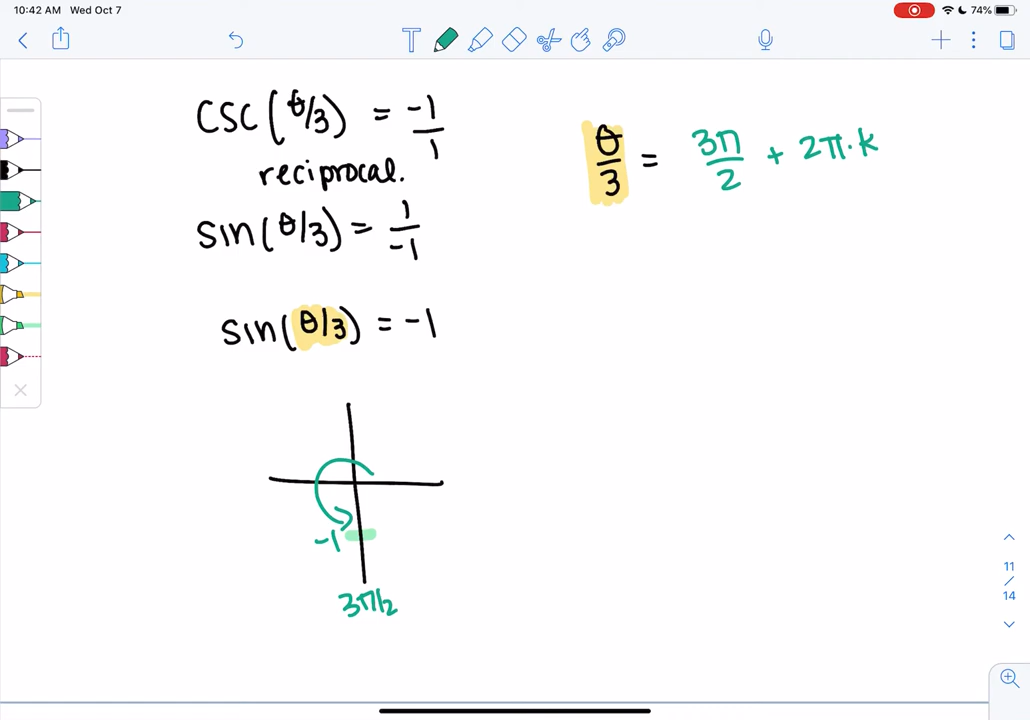 10:42 AM Wed Oct 7
74%
T
CSC(θ/3) = -1/1
reciprocal.
sin(θ/3) = 1/-1
sin(θ/3) = -1
-1
3π/2
θ/3 = 3π/2 + 2π·k
11
/
14